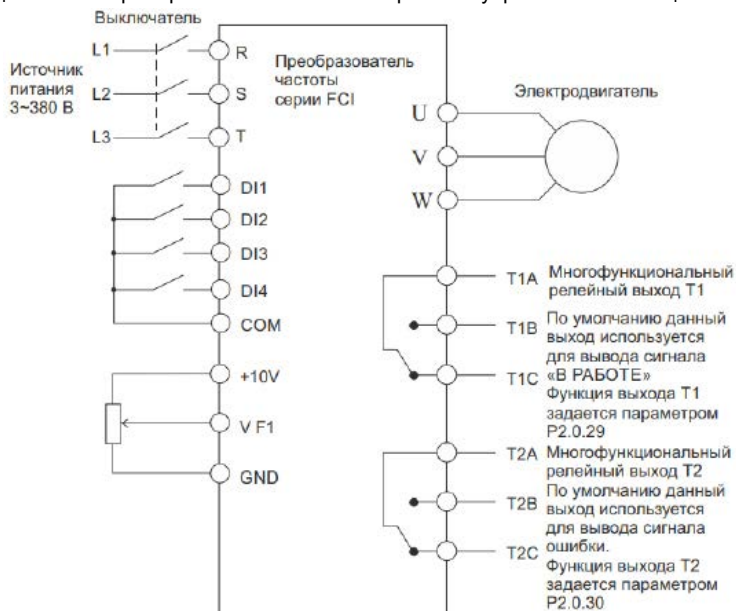 Выключатель
L1
L2
L3
Источник
питания
3~380 В
R
S
T
Преобразователь
частоты
серии FCI
Электродвигатель
U
V
W
DI1
DI2
DI3
DI4
COM
+10V
V F1
GND
T1A
T1B
T1C
Многофункциональный
релейный выход T1
По умолчанию данный
выход используется
для вывода сигнала
«В РАБОТЕ»
Функция выхода T1
задается параметром
P2.0.29
T2A
T2B
T2C
Многофункциональный
релейный выход T2
По умолчанию данный
выход используется
для вывода сигнала
ошибки.
Функция выхода T2
задается параметром
P2.0.30